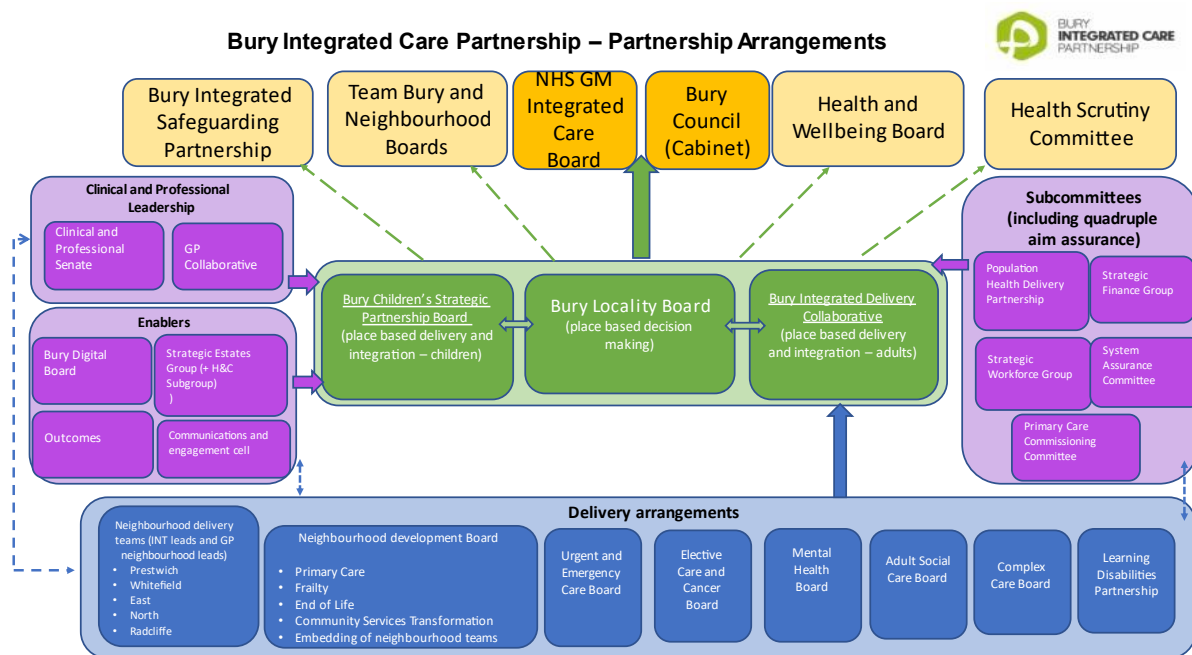 Bury Integrated Care Partnership – Partnership Arrangements
BURY
INTEGRATED CARE
PARTNERSHIP
Bury Integrated
Safeguarding
Partnership
Team Bury and
Neighbourhood
Boards
NHS GM
Integrated
Care
Board
Bury
Council
(Cabinet)
Health and
Wellbeing Board
Health Scrutiny
Committee
Clinical and Professional
Leadership
Clinical and
Professional
Senate
GP
Collaborative
Subcommittees
(including quadruple
aim assurance)
Population
Health Delivery
Partnership
Strategic
Finance Group
Strategic
Workforce Group
System
Assurance
Committee
Primary Care
Commissioning
Committee
Bury Children's Strategic
Partnership Board
(place based delivery and
integration – children)
Bury Locality Board
(place based decision
making)
Bury Integrated Delivery
Collaborative
(place based delivery
and integration – adults)
Enablers
Bury Digital
Board
Strategic Estates
Group (+ H&C
Subgroup)
)
Outcomes
Communications and
engagement cell
Delivery arrangements
Neighbourhood delivery
teams (INT leads and GP
neighbourhood leads)
• Prestwich
• Whitefield
• East
• North
• Radcliffe
Neighbourhood development Board
• Primary Care
• Frailty
• End of Life
• Community Services Transformation
• Embedding of neighbourhood teams
Urgent and
Emergency
Care Board
Elective
Care and
Cancer
Board
Mental
Health
Board
Adult Social
Care Board
Complex
Care Board
Learning
Disabilities
Partnership